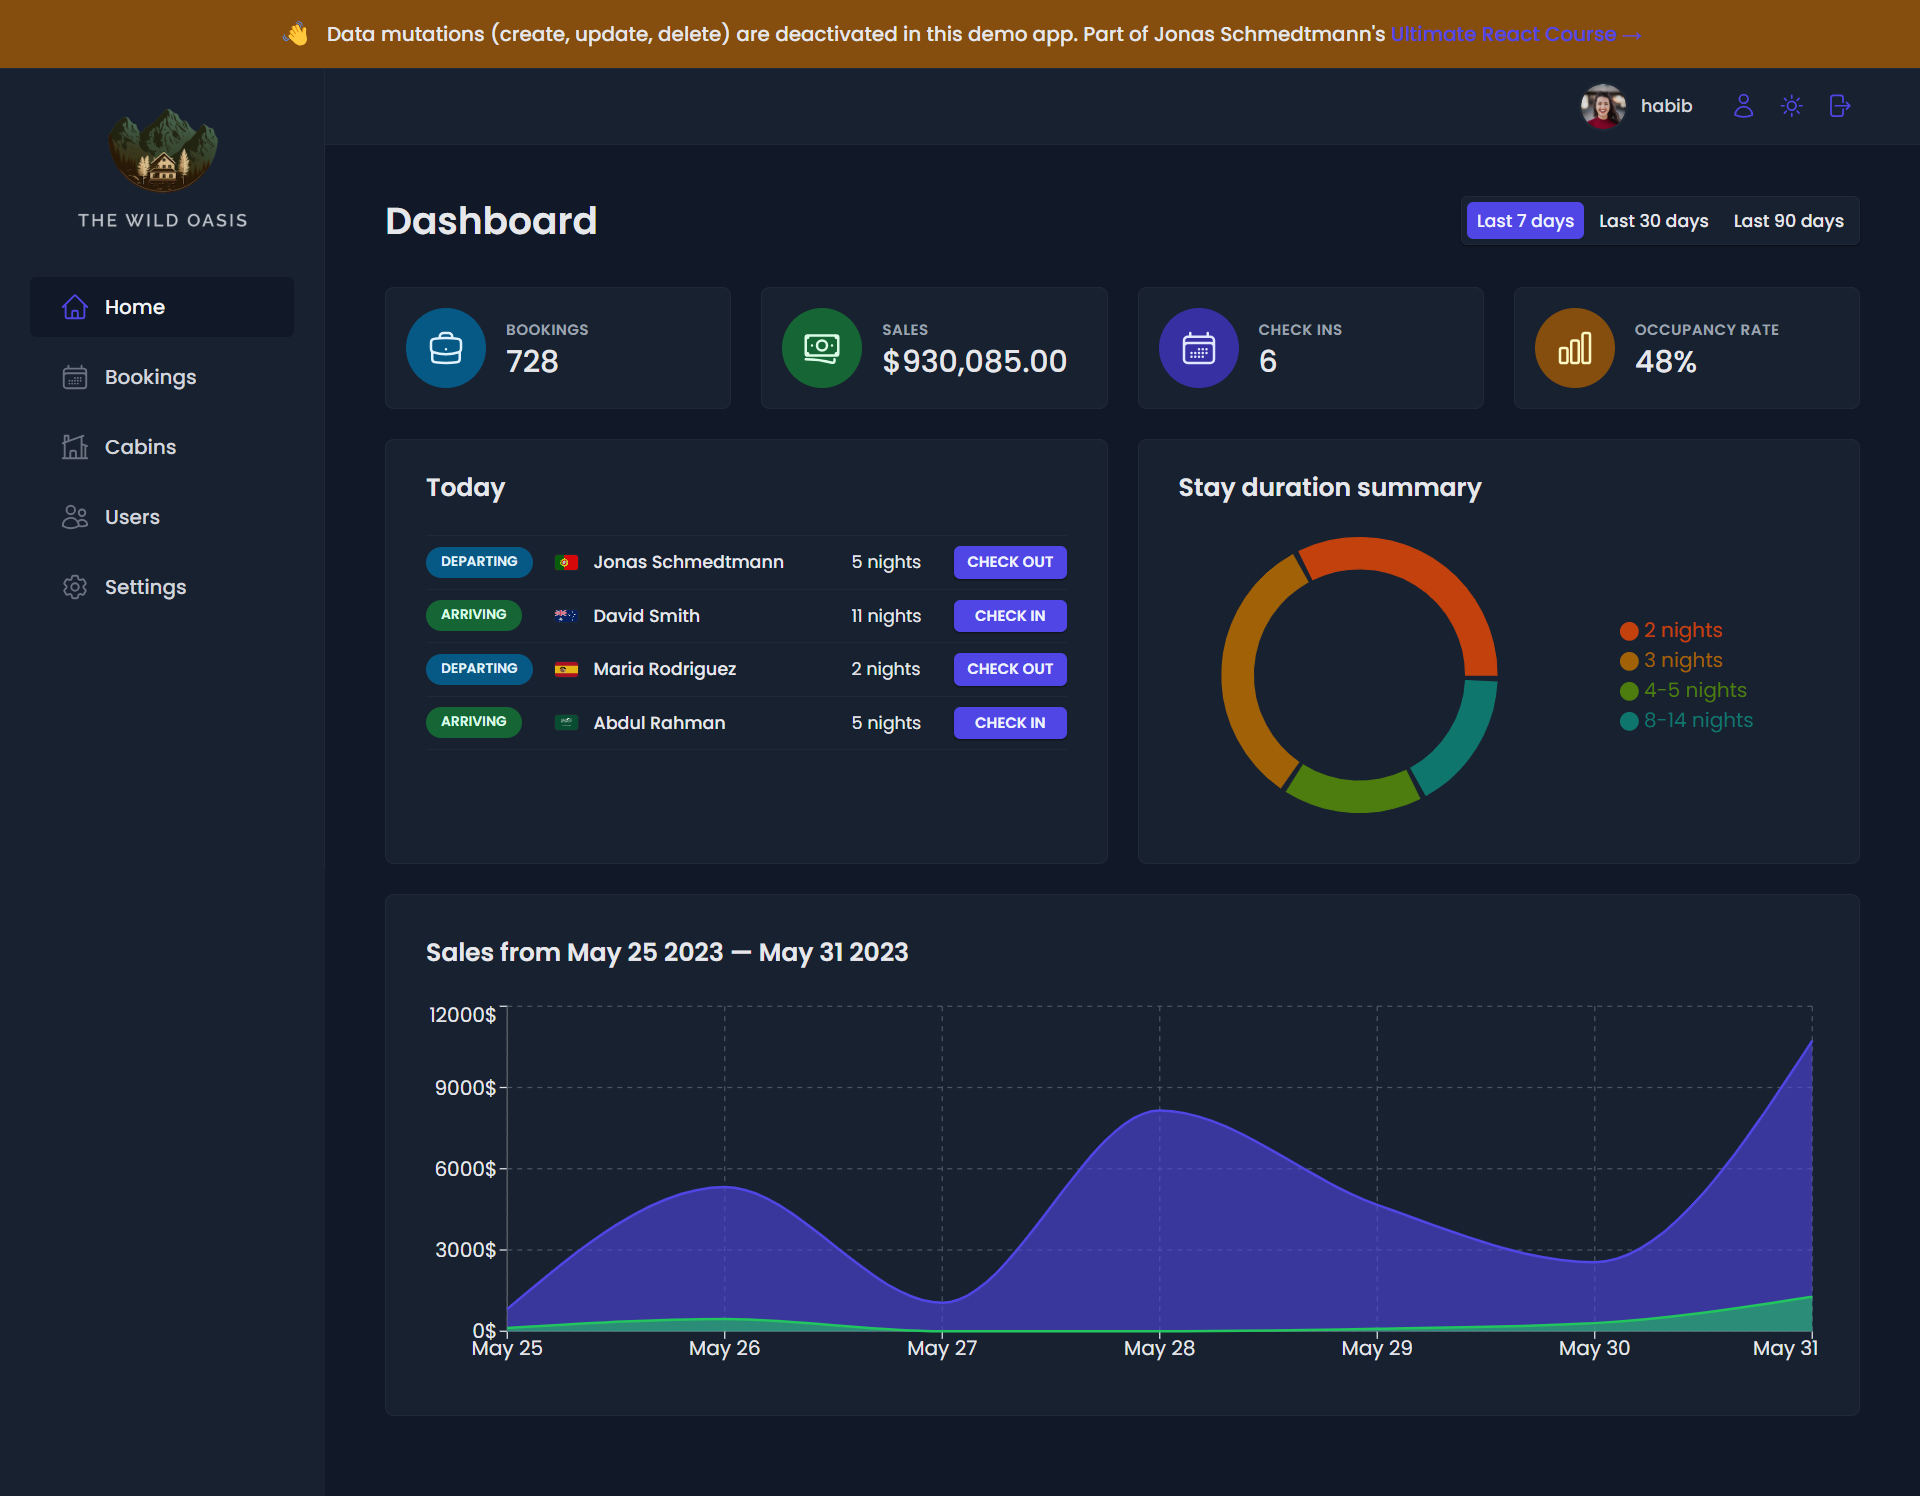 👋 Data mutations (create, update, delete) are deactivated in this demo app. Part of Jonas Schmedtmann's Ultimate React Course →
THE WILD OASIS
habib
Home
Bookings
Cabins
Users
Settings
Dashboard
Last 7 days Last 30 days Last 90 days
BOOKINGS
728
SALES
$930,085.00
CHECK INS
6
OCCUPANCY RATE
48%
Today
DEPARTING Jonas Schmedtmann 5 nights CHECK OUT
ARRIVING David Smith 11 nights CHECK IN
DEPARTING Maria Rodriguez 2 nights CHECK OUT
ARRIVING Abdul Rahman 5 nights CHECK IN
Stay duration summary
2 nights
3 nights
4-5 nights
8-14 nights
Sales from May 25 2023 — May 31 2023
12000$
9000$
6000$
3000$
0$
May 25 May 26 May 27 May 28 May 29 May 30 May 31